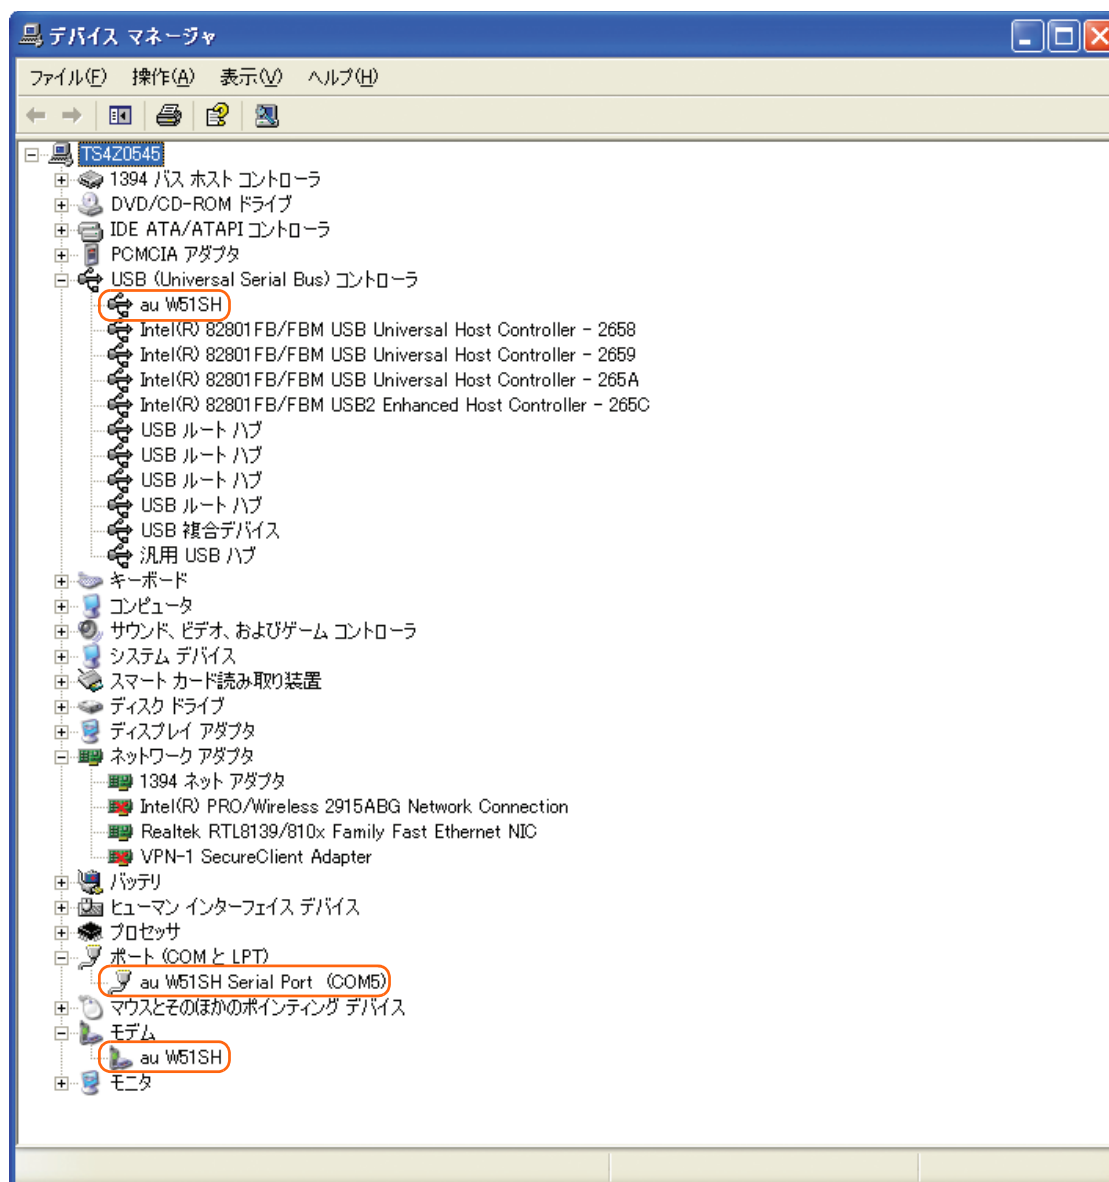 デバイス マネージャ
ファイル(F) 操作(A) 表示(V) ヘルプ(H)
TS4Z0545
1394 バス ホスト コントローラ
DVD/CD-ROM ドライブ
IDE ATA/ATAPI コントローラ
PCMCIA アダプタ
USB (Universal Serial Bus) コントローラ
au W51SH
Intel(R) 82801FB/FBM USB Universal Host Controller - 2658
Intel(R) 82801FB/FBM USB Universal Host Controller - 2659
Intel(R) 82801FB/FBM USB Universal Host Controller - 265A
Intel(R) 82801FB/FBM USB2 Enhanced Host Controller - 265C
USB ルート ハブ
USB ルート ハブ
USB ルート ハブ
USB ルート ハブ
USB 複合デバイス
汎用 USB ハブ
キーボード
コンピュータ
サウンド、ビデオ、およびゲーム コントローラ
システム デバイス
スマート カード読み取り装置
ディスク ドライブ
ディスプレイ アダプタ
ネットワーク アダプタ
1394 ネット アダプタ
Intel(R) PRO/Wireless 2915ABG Network Connection
Realtek RTL8139/810x Family Fast Ethernet NIC
VPN-1 SecureClient Adapter
バッテリ
ヒューマン インターフェイス デバイス
プロセッサ
ポート (COM と LPT)
au W51SH Serial Port (COM5)
マウスとそのほかのポインティング デバイス
モデム
au W51SH
モニタ